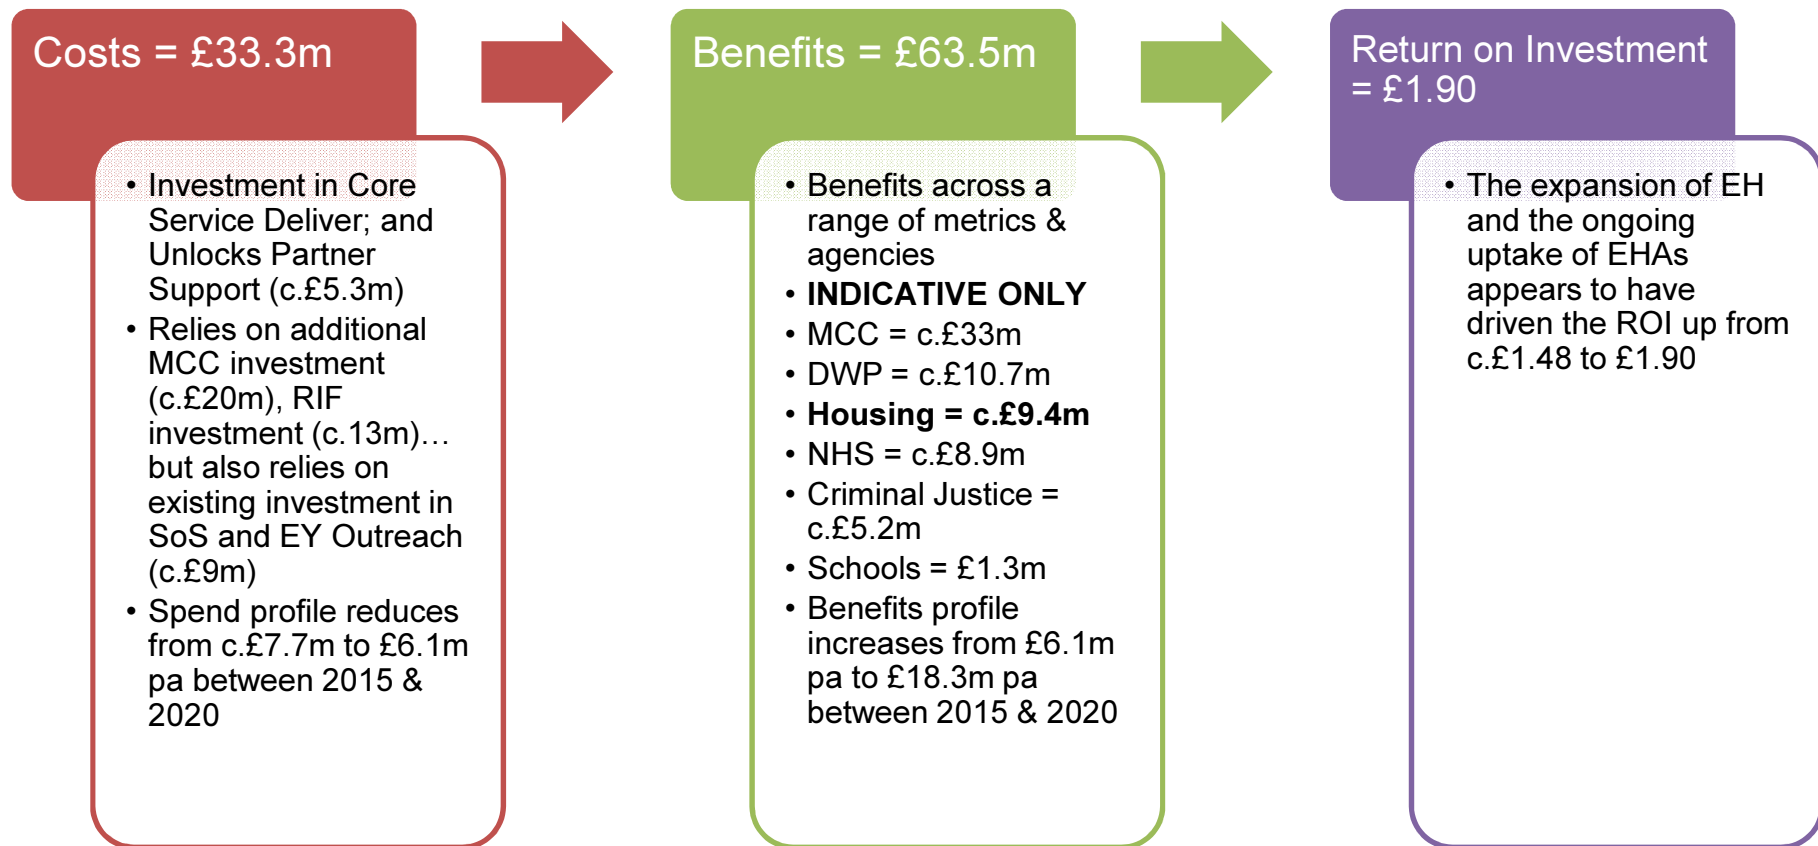 Costs = £33.3m
• Investment in Core
Service Deliver; and
Unlocks Partner
Support (c.£5.3m)
• Relies on additional
MCC investment
(c.£20m), RIF
investment (c.13m)…
but also relies on
existing investment in
SoS and EY Outreach
(c.£9m)
• Spend profile reduces
from c.£7.7m to £6.1m
pa between 2015 &
2020
Benefits = £63.5m
• Benefits across a
range of metrics &
agencies
• INDICATIVE ONLY
• MCC = c.£33m
• DWP = c.£10.7m
• Housing = c.£9.4m
• NHS = c.£8.9m
• Criminal Justice =
c.£5.2m
• Schools = £1.3m
• Benefits profile
increases from £6.1m
pa to £18.3m pa
between 2015 & 2020
Return on Investment
= £1.90
• The expansion of EH
and the ongoing
uptake of EHAs
appears to have
driven the ROI up from
c.£1.48 to £1.90